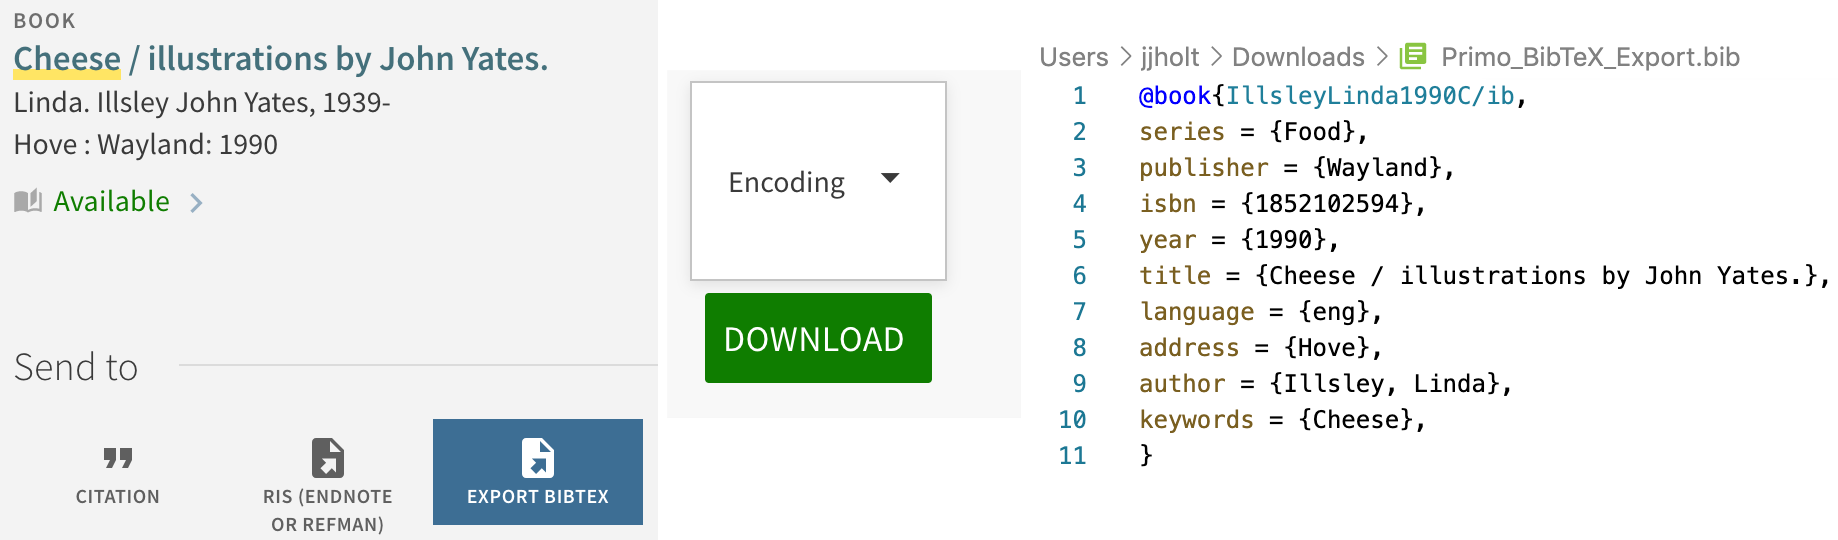 BOOK
Cheese / illustrations by John Yates.
Linda. Illsley John Yates, 1939-
Hove : Wayland: 1990
Available
Send to
CITATION
RIS (ENDNOTE
OR REFMAN)
EXPORT BIBTEX
Encoding
DOWNLOAD
Users > jjholt > Downloads > Primo_BibTeX_Export.bib
1 @book{IllsleyLinda1990C/ib,
2 series = {Food},
3 publisher = {Wayland},
4 isbn = {1852102594},
5 year = {1990},
6 title = {Cheese / illustrations by John Yates.},
7 language = {eng},
8 address = {Hove},
9 author = {Illsley, Linda},
10 keywords = {Cheese},
11 }